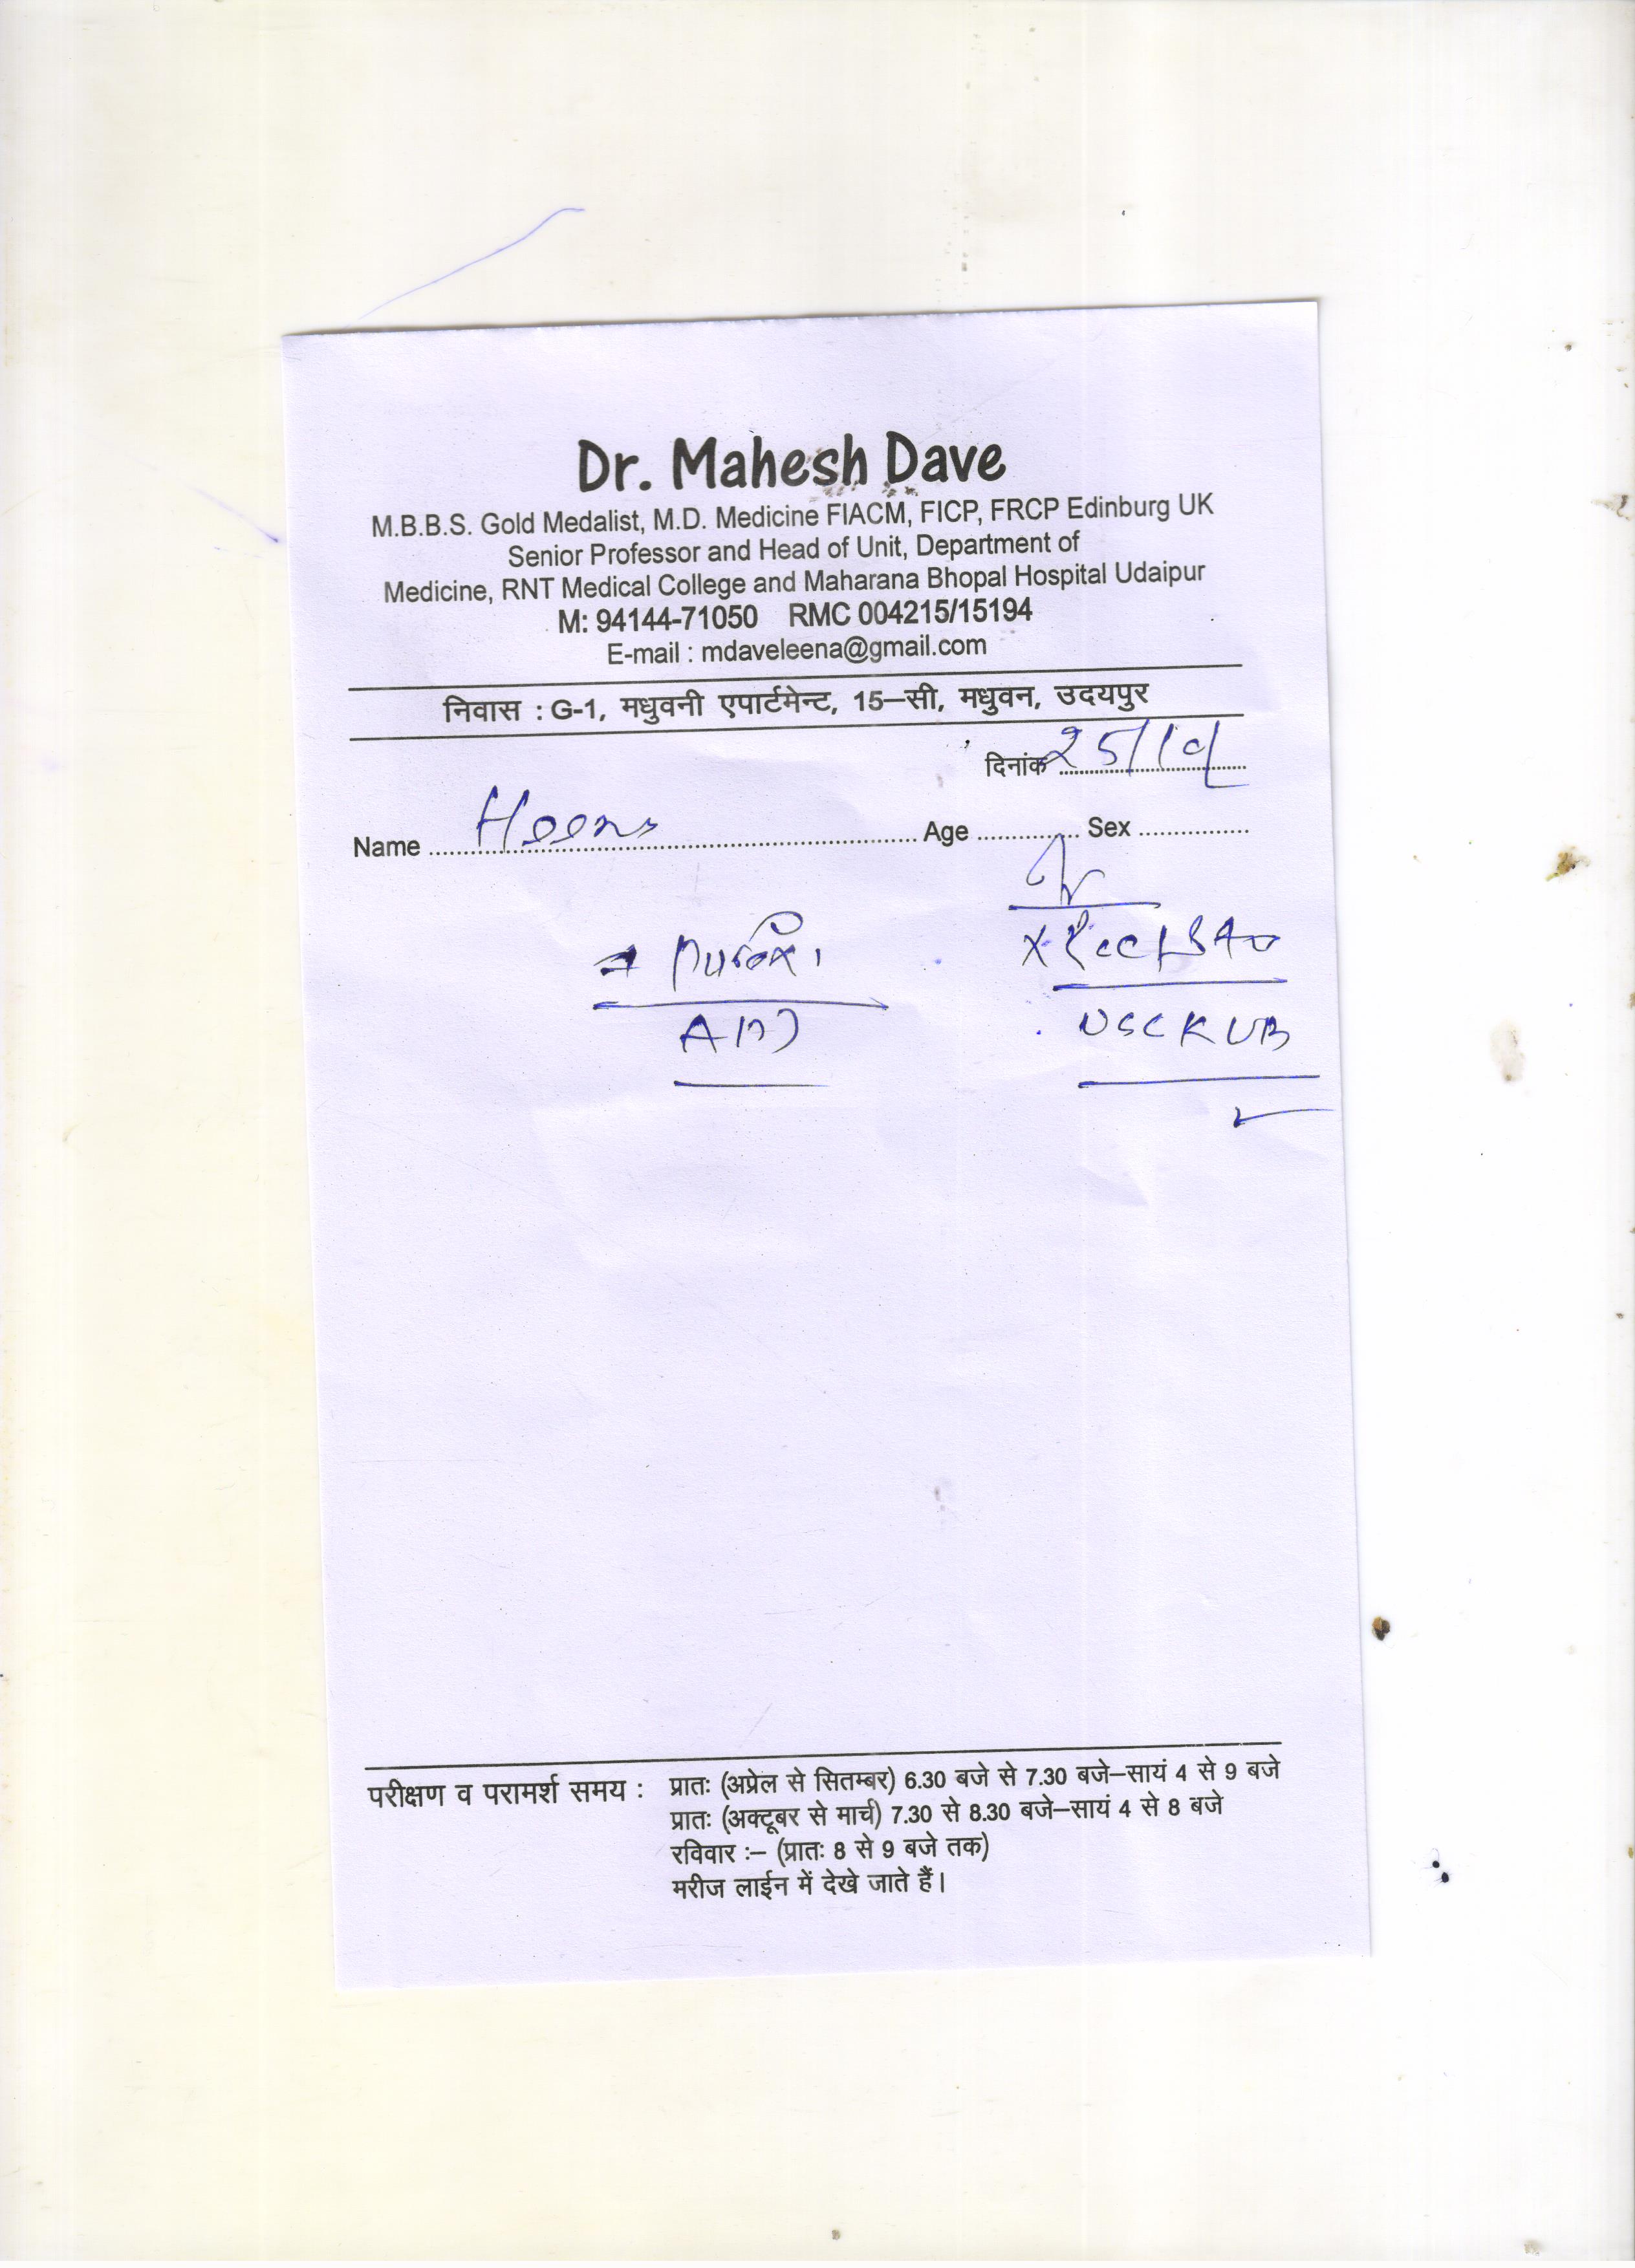 Dr. Mahesh Dave
M.B.B.S. Gold Medalist, M.D. Medicine FIACM, FICP, FRCP Edinburg UK
Senior Professor and Head of Unit, Department of
Medicine, RNT Medical College and Maharana Bhopal Hospital Udaipur
M: 94144-71050 RMC 004215/15194
E-mail : mdaveleena@gmail.com
निवास : G-1, मधुवनी एपार्टमेन्ट, 15–सी, मधुवन, उदयपुर
दिनांक 25/10/
Name Heena Age Sex
KUB
परीक्षण व परामर्श समय : प्रातः (अप्रेल से सितम्बर) 6.30 बजे से 7.30 बजे–सायं 4 से 9 बजे
प्रातः (अक्टूबर से मार्च) 7.30 से 8.30 बजे–सायं 4 से 8 बजे
रविवार :– (प्रातः 8 से 9 बजे तक)
मरीज लाईन में देखे जाते हैं।